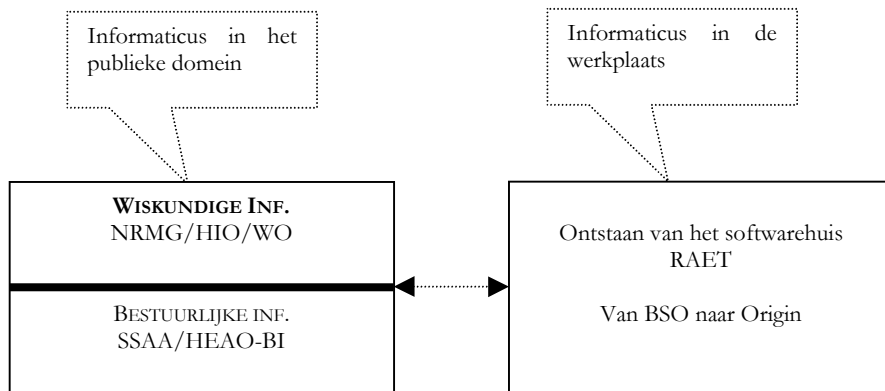 Informaticus in het
publieke domein
Informaticus in de
werkplaats
WISKUNDIGE INF.
NRMG/HIO/WO
BESTUURLIJKE INF.
SSAA/HEAO-BI
Ontstaan van het softwarehuis
RAET
Van BSO naar Origin